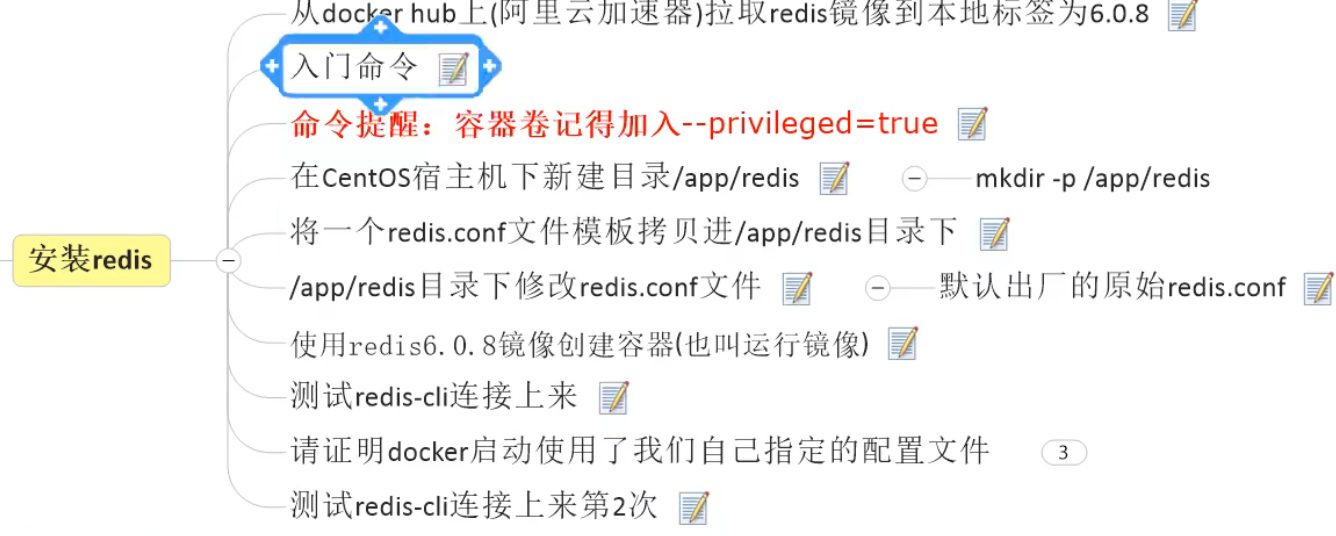 从docker hub上(阿里云加速器)拉取redis镜像到本地标签为6.0.8
入门命令
命令提醒：容器卷记得加入--privileged=true
在CentOS宿主机下新建目录/app/redis
mkdir -p /app/redis
将一个redis.conf文件模板拷贝进/app/redis目录下
安装redis
/app/redis目录下修改redis.conf文件
默认出厂的原始redis.conf
使用redis6.0.8镜像创建容器(也叫运行镜像)
测试redis-cli连接上来
请证明docker启动使用了我们自己指定的配置文件
3
测试redis-cli连接上来第2次